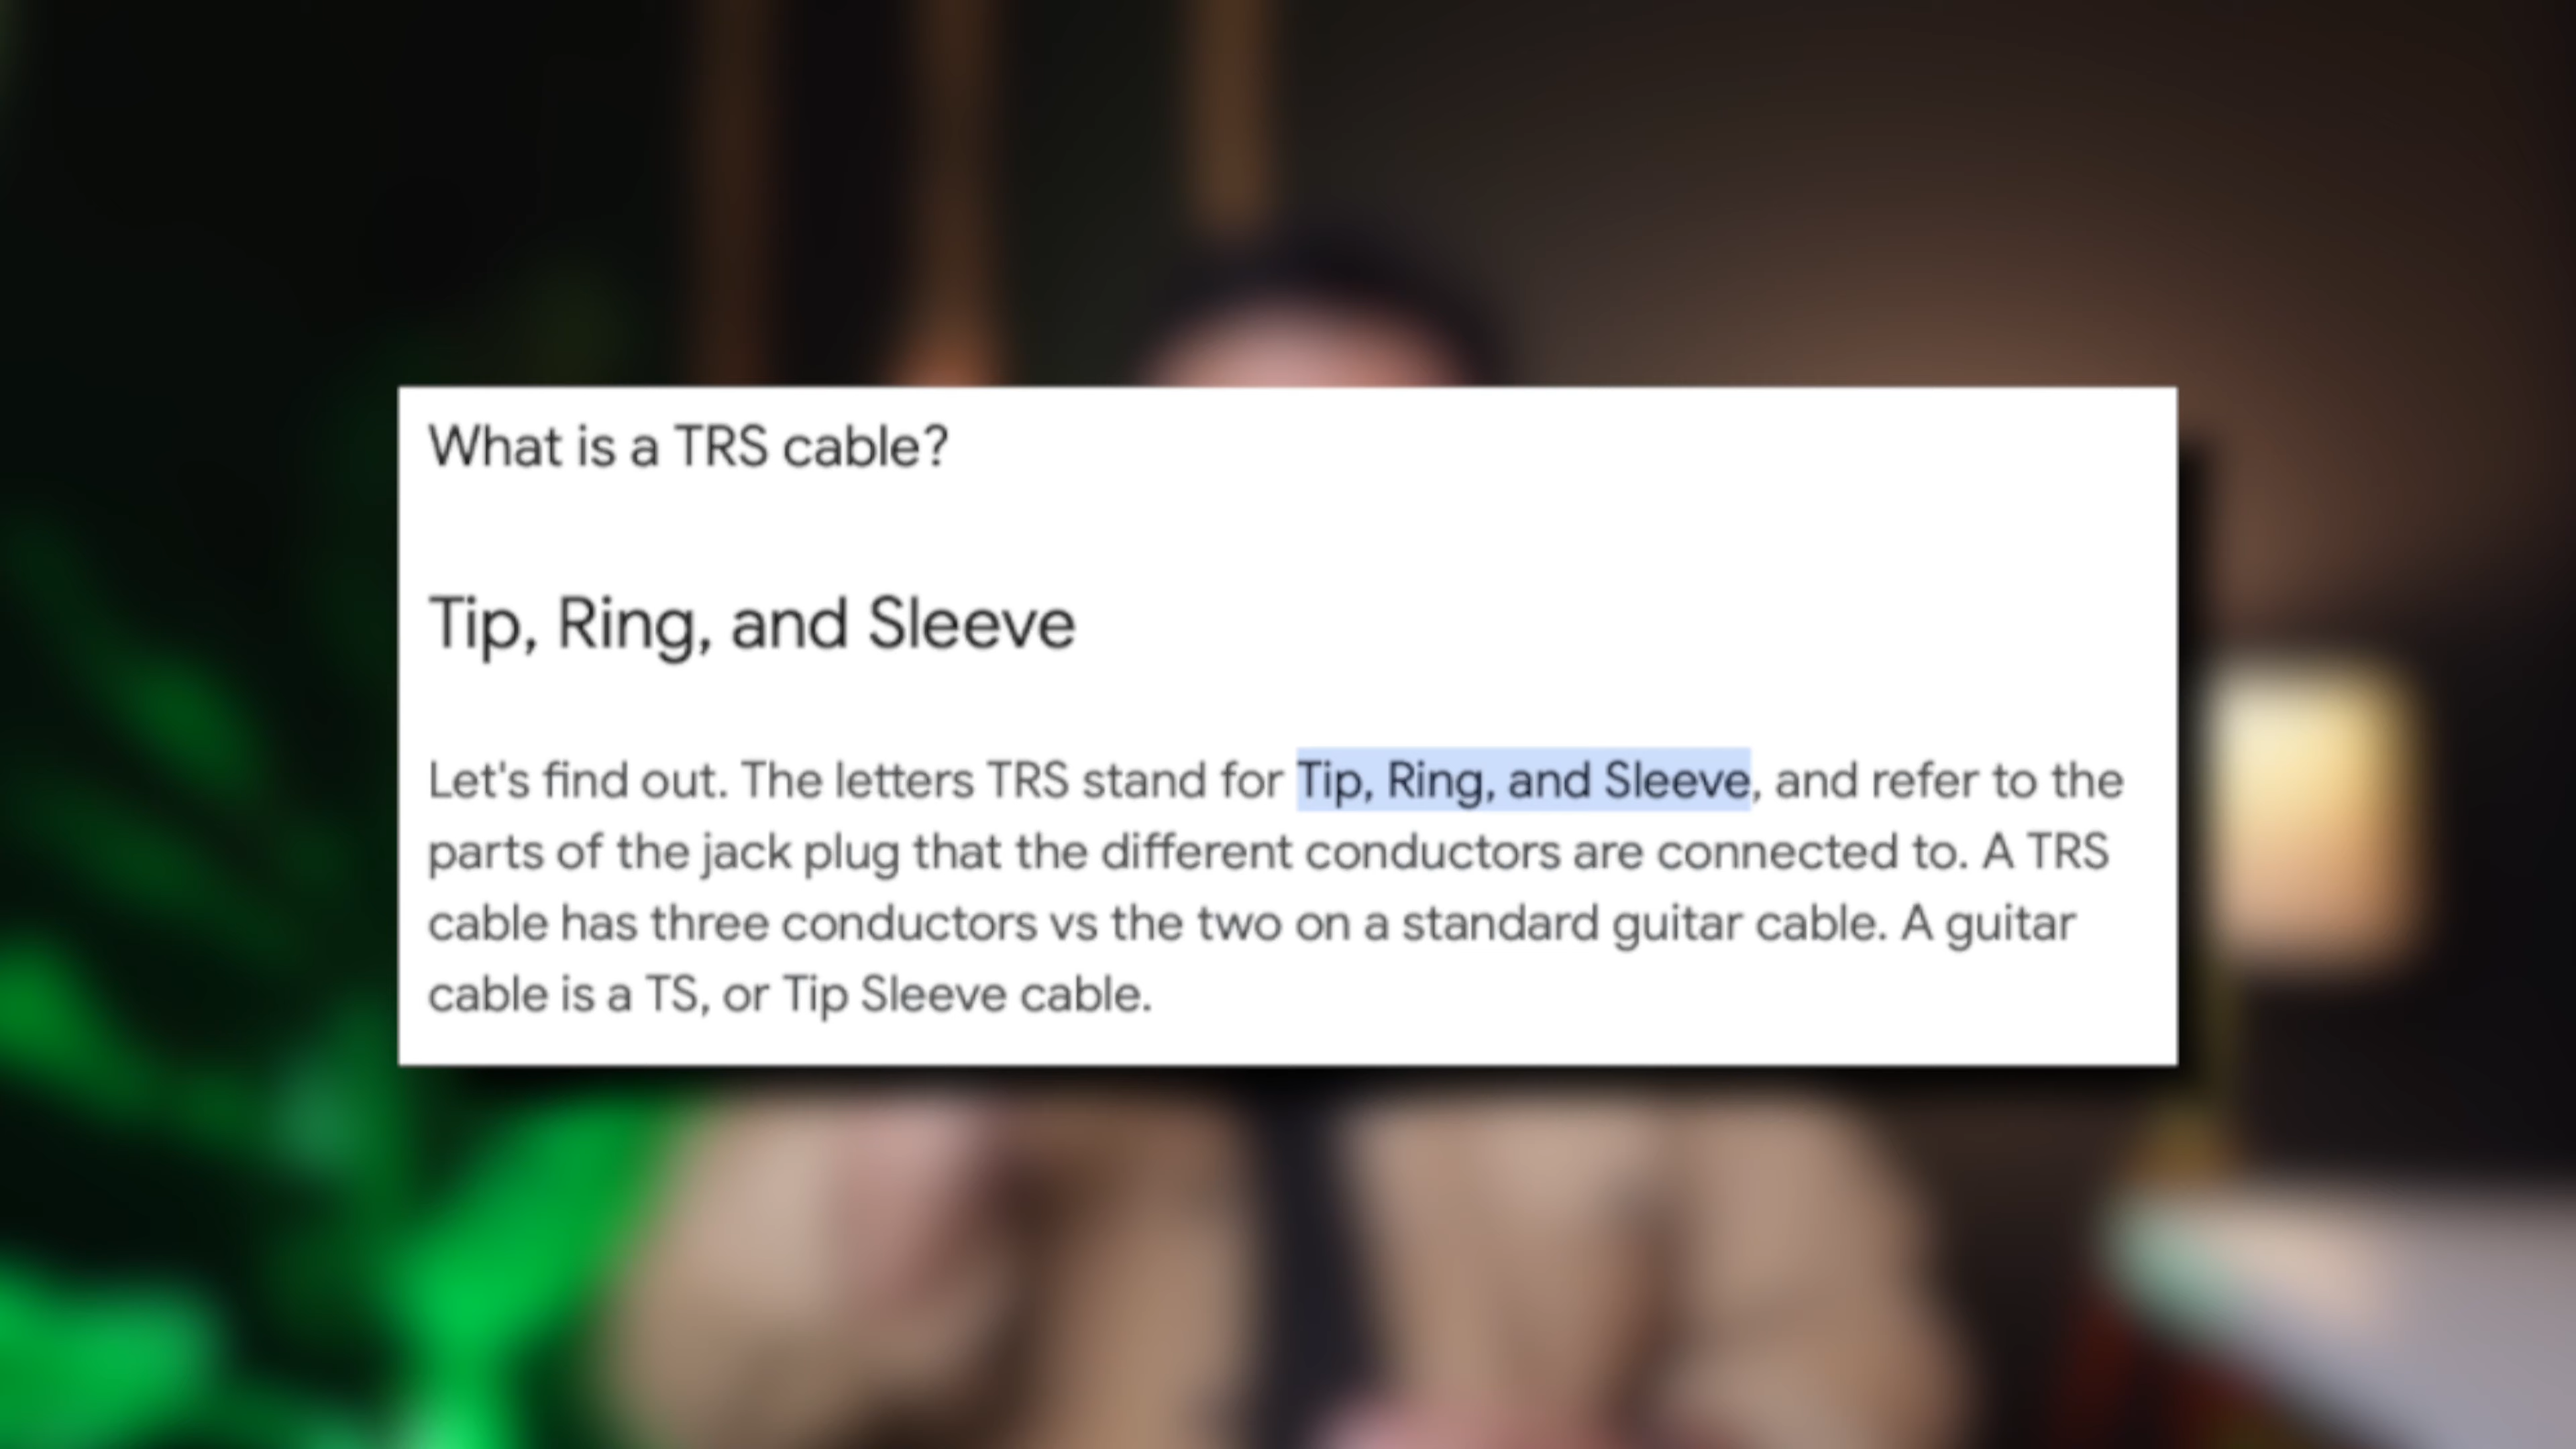 What is a TRS cable?
Tip, Ring, and Sleeve
Let's find out. The letters TRS stand for Tip, Ring, and Sleeve, and refer to the
parts of the jack plug that the different conductors are connected to. A TRS
cable has three conductors vs the two on a standard guitar cable. A guitar
cable is a TS, or Tip Sleeve cable.